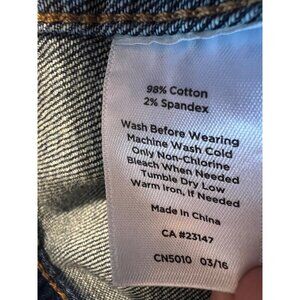 98% Cotton
2% Spandex
Wash Before Wearing
Machine Wash Cold
Only Non-Chlorine
Bleach When Needed
Tumble Dry Low
Warm Iron, If Needed
Made in China
CA #23147
CN5010 03/16